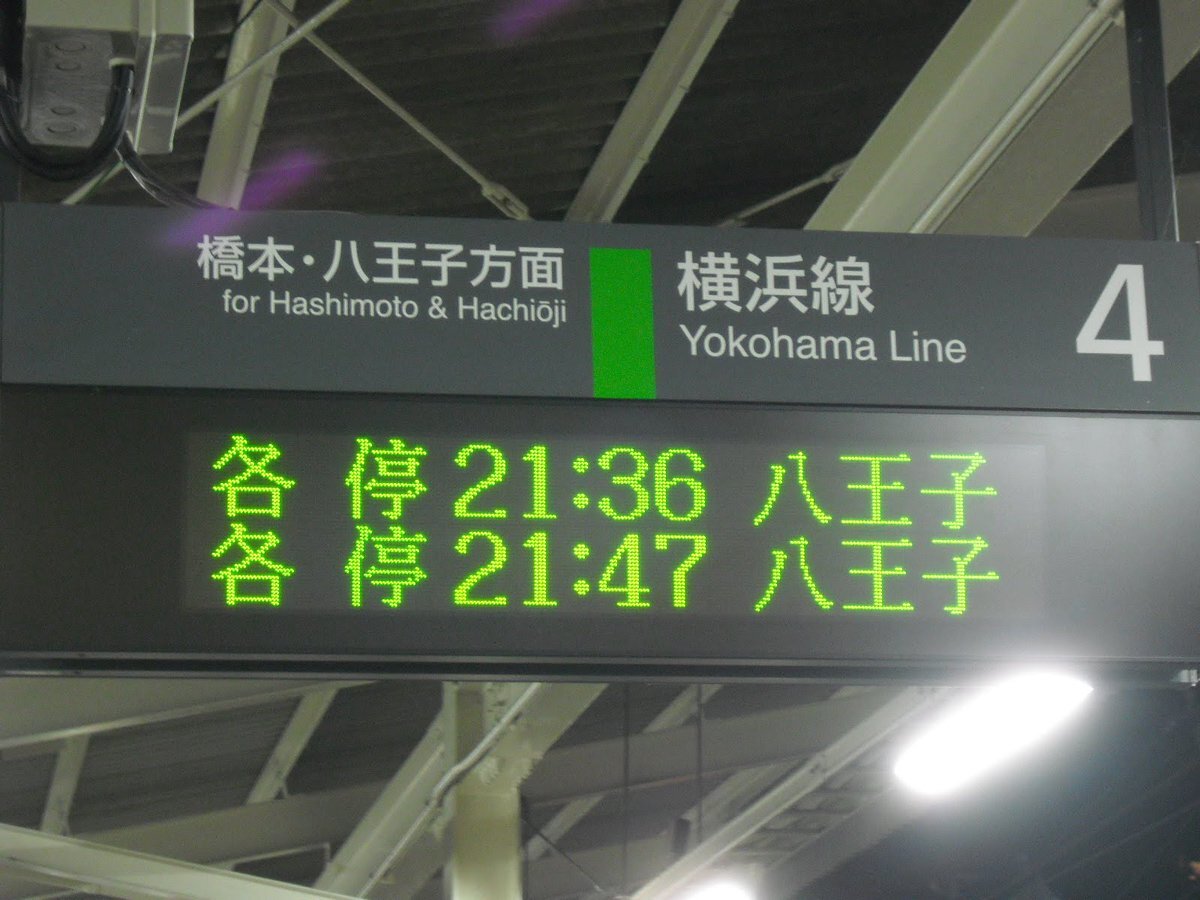 橋本・八王子方面
for Hashimoto & Hachiōji
横浜線
Yokohama Line
4
各 停 21:36 八王子
各 停 21:47 八王子